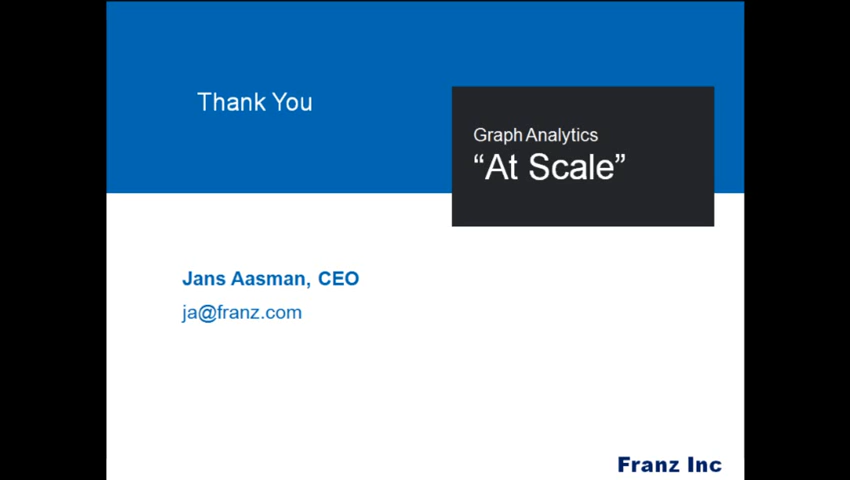 Thank You
Graph Analytics
“At Scale”
Jans Aasman, CEO
ja@franz.com
Franz Inc